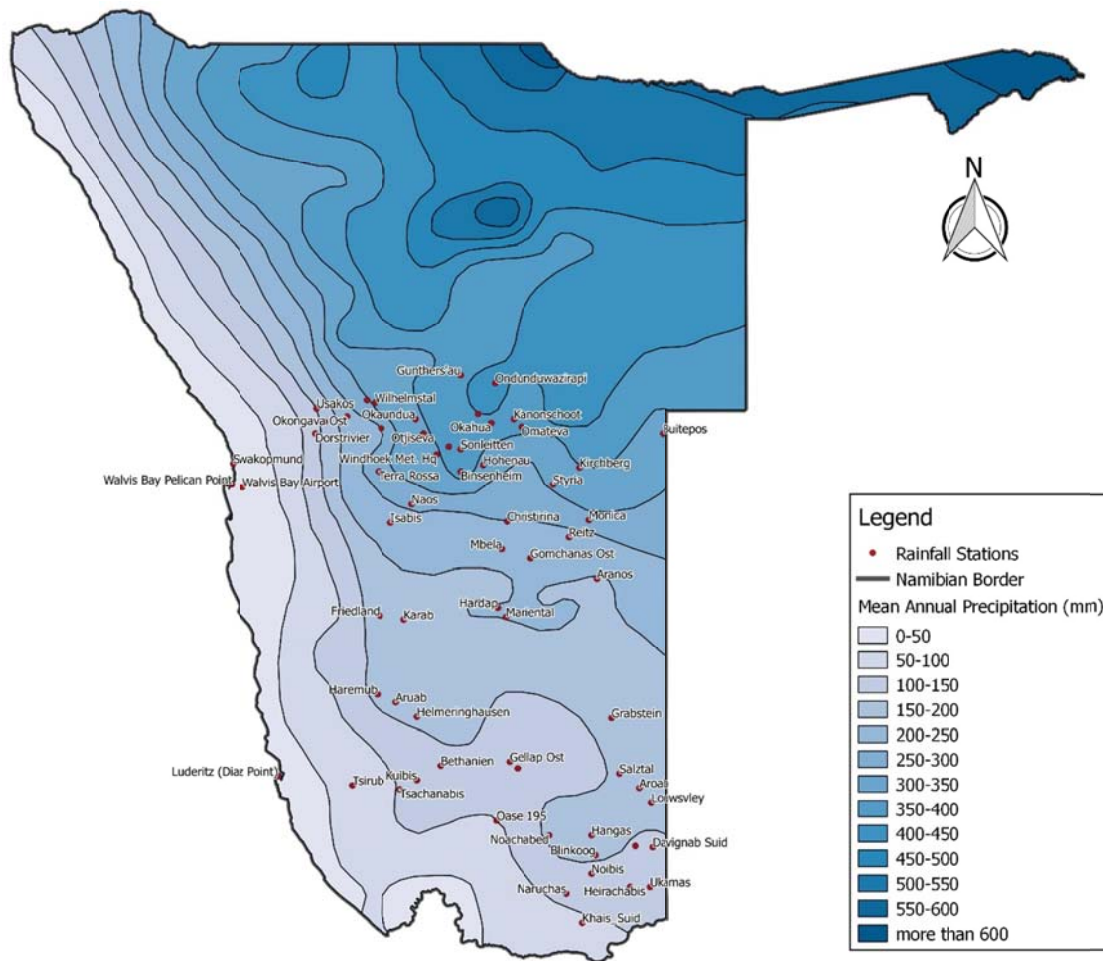 N
Gunthersau
Ondunduwazirapi
Wilhelmstal
Usakos
Okaundua
Kanonschoot
Okongava Ost
Okahua
Omateva
Buitepos
Dorstrivier
Otjiseva
Sonleitten
Windhoek Met. Hq
Hohenau
Swakopmund
Kirchberg
Terra Rossa
Binsenheim
Walvis Bay Pelican Point
Walvis Bay Airport
Styria
Naos
Isabis
Christirina
Monica
Reitz
Mbela
Gomchanas Ost
Aranos
Hardap
Friedland
Karab
Mariental
Haremub
Aruab
Helmeringhausen
Grabstein
Bethanien
Gellap Ost
Luderitz (Diaz Point)
Salztal
Tsirub
Kuibis
Tsachanabis
Aroab
Oase 195
Noachabeb
Hangas
Blinkoog
Davignab Suid
Noibis
Naruchas
Heirachabis
Ukamas
Khais Suid
Legend
Rainfall Stations
Namibian Border
Mean Annual Precipitation (mm)
0-50
50-100
100-150
150-200
200-250
250-300
300-350
350-400
400-450
450-500
500-550
550-600
more than 600